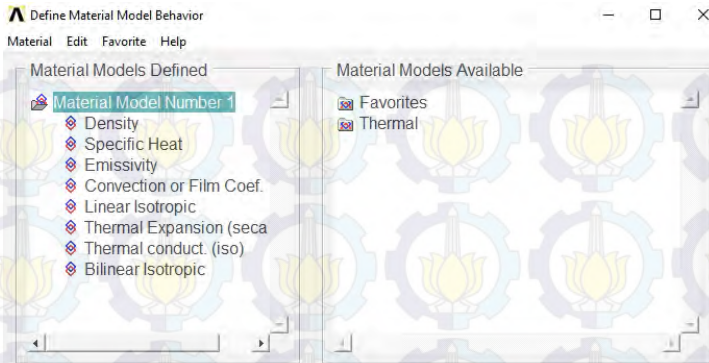 Define Material Model Behavior
Material Edit Favorite Help
Material Models Defined
Material Model Number 1
Density
Specific Heat
Emissivity
Convection or Film Coef.
Linear Isotropic
Thermal Expansion (seca
Thermal conduct. (iso)
Bilinear Isotropic
Material Models Available
Favorites
Thermal